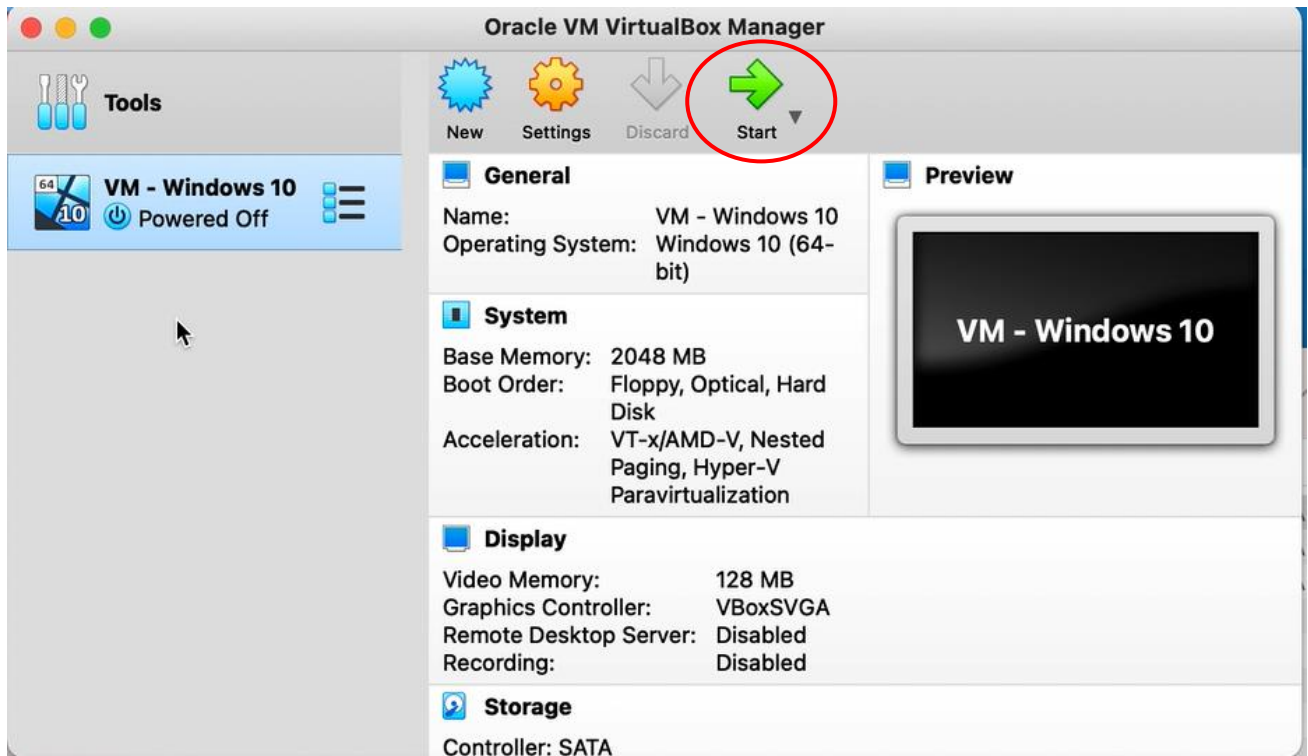 Oracle VM VirtualBox Manager
Tools
New
Settings
Discard
Start
64
10
VM - Windows 10
Powered Off
General
Name: VM - Windows 10
Operating System: Windows 10 (64-
bit)
Preview
VM - Windows 10
System
Base Memory: 2048 MB
Boot Order: Floppy, Optical, Hard
Disk
Acceleration: VT-x/AMD-V, Nested
Paging, Hyper-V
Paravirtualization
Display
Video Memory: 128 MB
Graphics Controller: VBoxSVGA
Remote Desktop Server: Disabled
Recording: Disabled
Storage
Controller: SATA